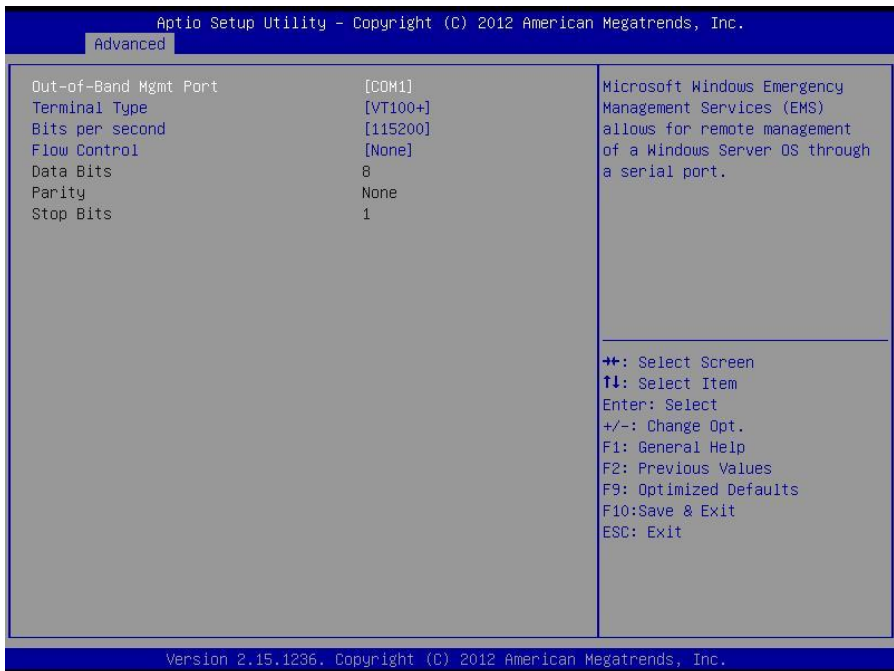 Aptio Setup Utility – Copyright (C) 2012 American Megatrends, Inc.
Advanced
Out-of-Band Mgmt Port [COM1]
Terminal Type [VT100+]
Bits per second [115200]
Flow Control [None]
Data Bits 8
Parity None
Stop Bits 1
Microsoft Windows Emergency
Management Services (EMS)
allows for remote management
of a Windows Server OS through
a serial port.
→←: Select Screen
↑↓: Select Item
Enter: Select
+/-: Change Opt.
F1: General Help
F2: Previous Values
F9: Optimized Defaults
F10:Save & Exit
ESC: Exit
Version 2.15.1236. Copyright (C) 2012 American Megatrends, Inc.